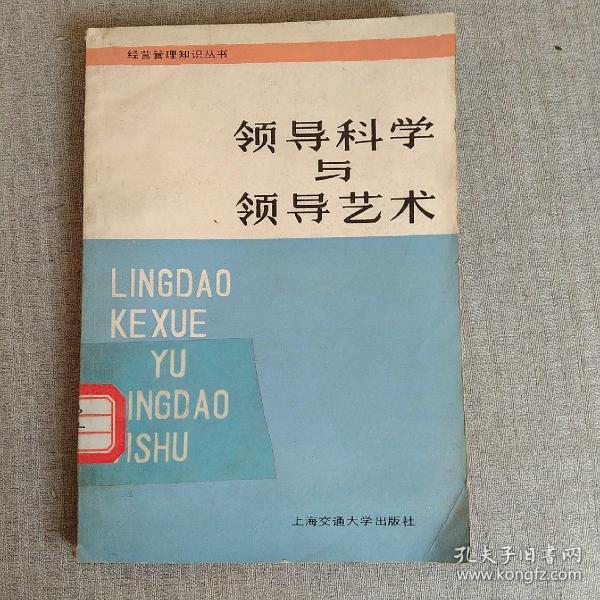 经营管理知识丛书
领导科学
与
领导艺术
LINGDAO
KEXUE
YU
INGDAO
ISHU
上海交通大学出版社
孔夫子旧书网
www.kongfz.com